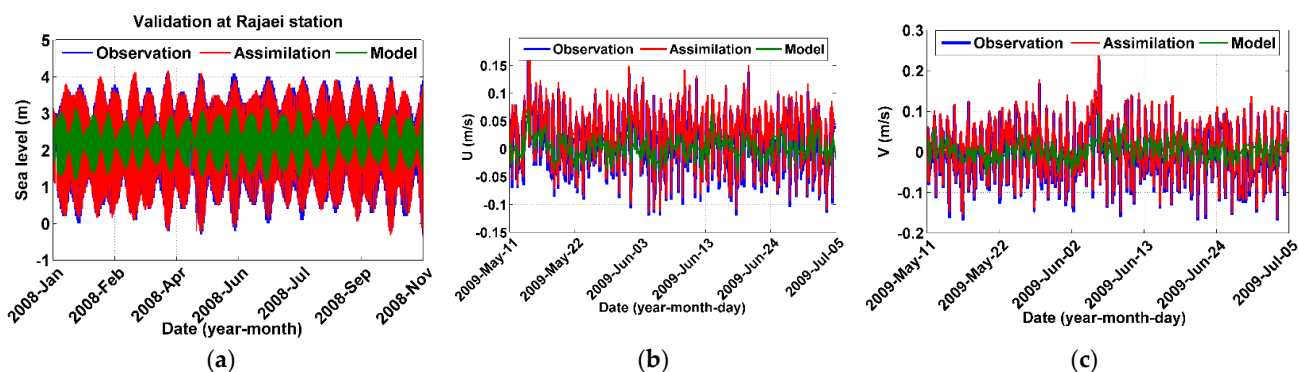 Validation at Rajaei station
Observation Assimilation Model
5
4
3
2
1
0
-1
Sea level (m)
2008-Jan 2008-Feb 2008-Apr 2008-Jun 2008-Jul 2008-Sep 2008-Nov
Date (year-month)
(a)
Observation Assimilation Model
0.15
0.1
0.05
0
-0.05
-0.1
-0.15
U (m/s)
2009-May-11 2009-May-22 2009-Jun-03 2009-Jun-13 2009-Jun-24 2009-Jul-05
Date (year-month-day)
(b)
0.3
Observation Assimilation Model
0.2
0.1
0
-0.1
-0.2
V (m/s)
2009-May-11 2009-May-22 2009-Jun-02 2009-Jun-13 2009-Jun-24 2009-Jul-05
Date (year-month-day)
(c)